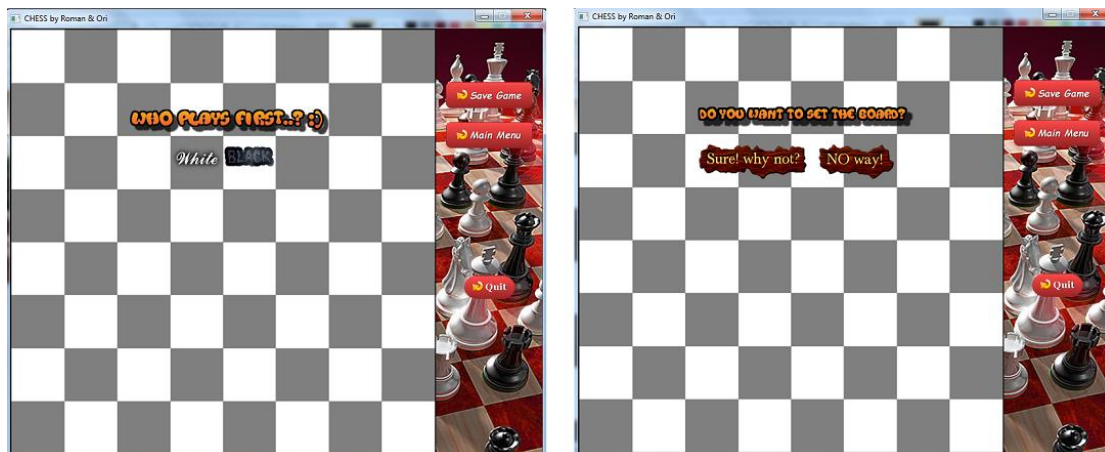 CHESS by Roman & Ori
WHO PLAYS FIRST..? :)
White BLACK
Save Game
Main Menu
Quit
CHESS by Roman & Ori
DO YOU WANT TO SET THE BOARD?
Sure! why not? NO way!
Save Game
Main Menu
Quit